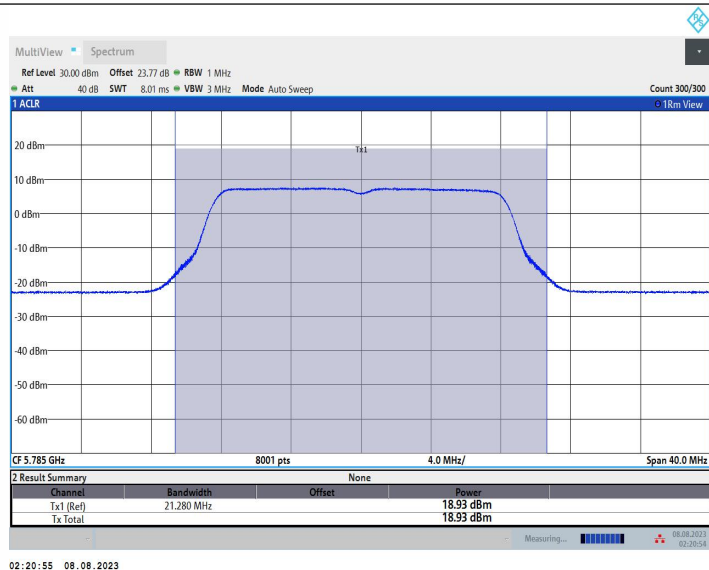 R S
MultiView Spectrum
Ref Level 30.00 dBm Offset 23.77 dB RBW 1 MHz
Att 40 dB SWT 8.01 ms VBW 3 MHz Mode Auto Sweep Count 300/300
1 ACLR 1Rm View
Tx1
20 dBm
10 dBm
0 dBm
-10 dBm
-20 dBm
-30 dBm
-40 dBm
-50 dBm
-60 dBm
CF 5.785 GHz 8001 pts 4.0 MHz/ Span 40.0 MHz
2 Result Summary None
Channel Bandwidth Offset Power
Tx1 (Ref) 21.280 MHz 18.93 dBm
Tx Total 18.93 dBm
Measuring... 08.08.2023
02:20:54
02:20:55 08.08.2023